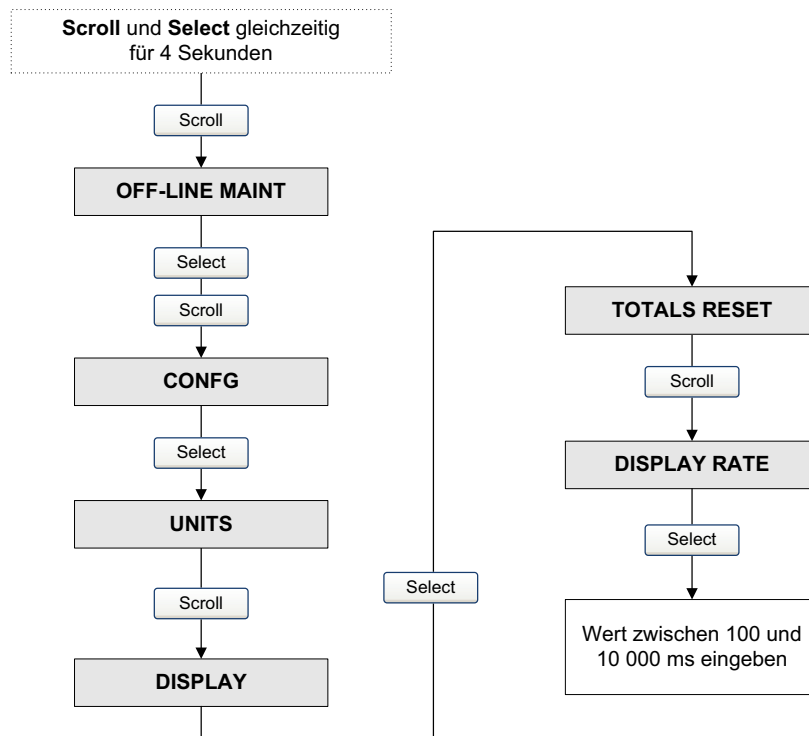 Scroll und Select gleichzeitig
für 4 Sekunden
Scroll
OFF-LINE MAINT
Select
Scroll
CONFG
Select
UNITS
Scroll
DISPLAY
Select
TOTALS RESET
Scroll
DISPLAY RATE
Select
Wert zwischen 100 und
10 000 ms eingeben